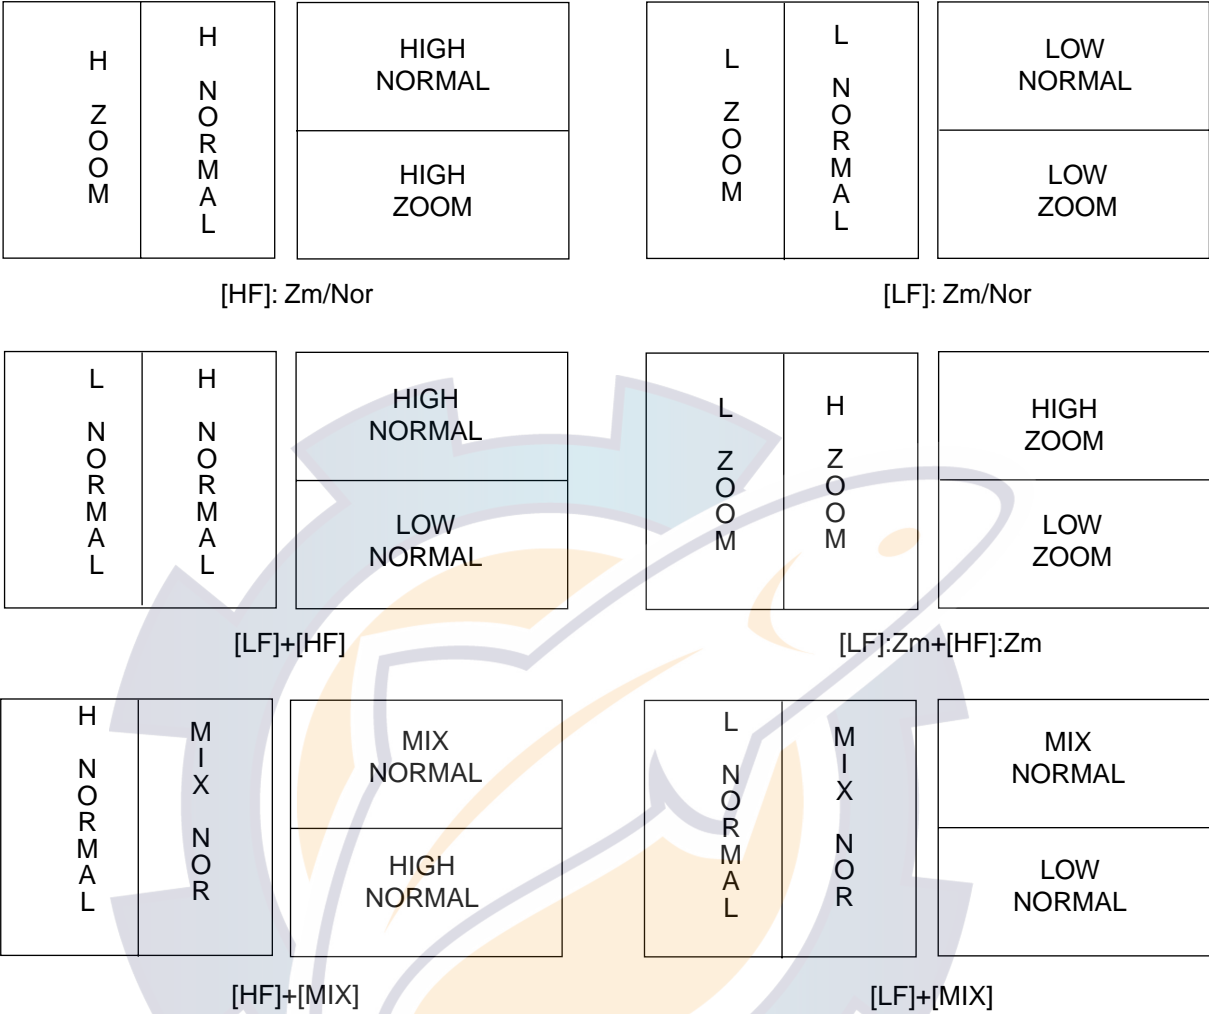 H ZOOM
H NORMAL
HIGH
NORMAL
HIGH
ZOOM
[HF]: Zm/Nor
L ZOOM
L NORMAL
LOW
NORMAL
LOW
ZOOM
[LF]: Zm/Nor
L NORMAL
H NORMAL
HIGH
NORMAL
LOW
NORMAL
[LF]+[HF]
L ZOOM
H ZOOM
HIGH
ZOOM
LOW
ZOOM
[LF]:Zm+[HF]:Zm
H NORMAL
MIX NOR
MIX
NORMAL
HIGH
NORMAL
[HF]+[MIX]
L NORMAL
MIX NOR
MIX
NORMAL
LOW
NORMAL
[LF]+[MIX]